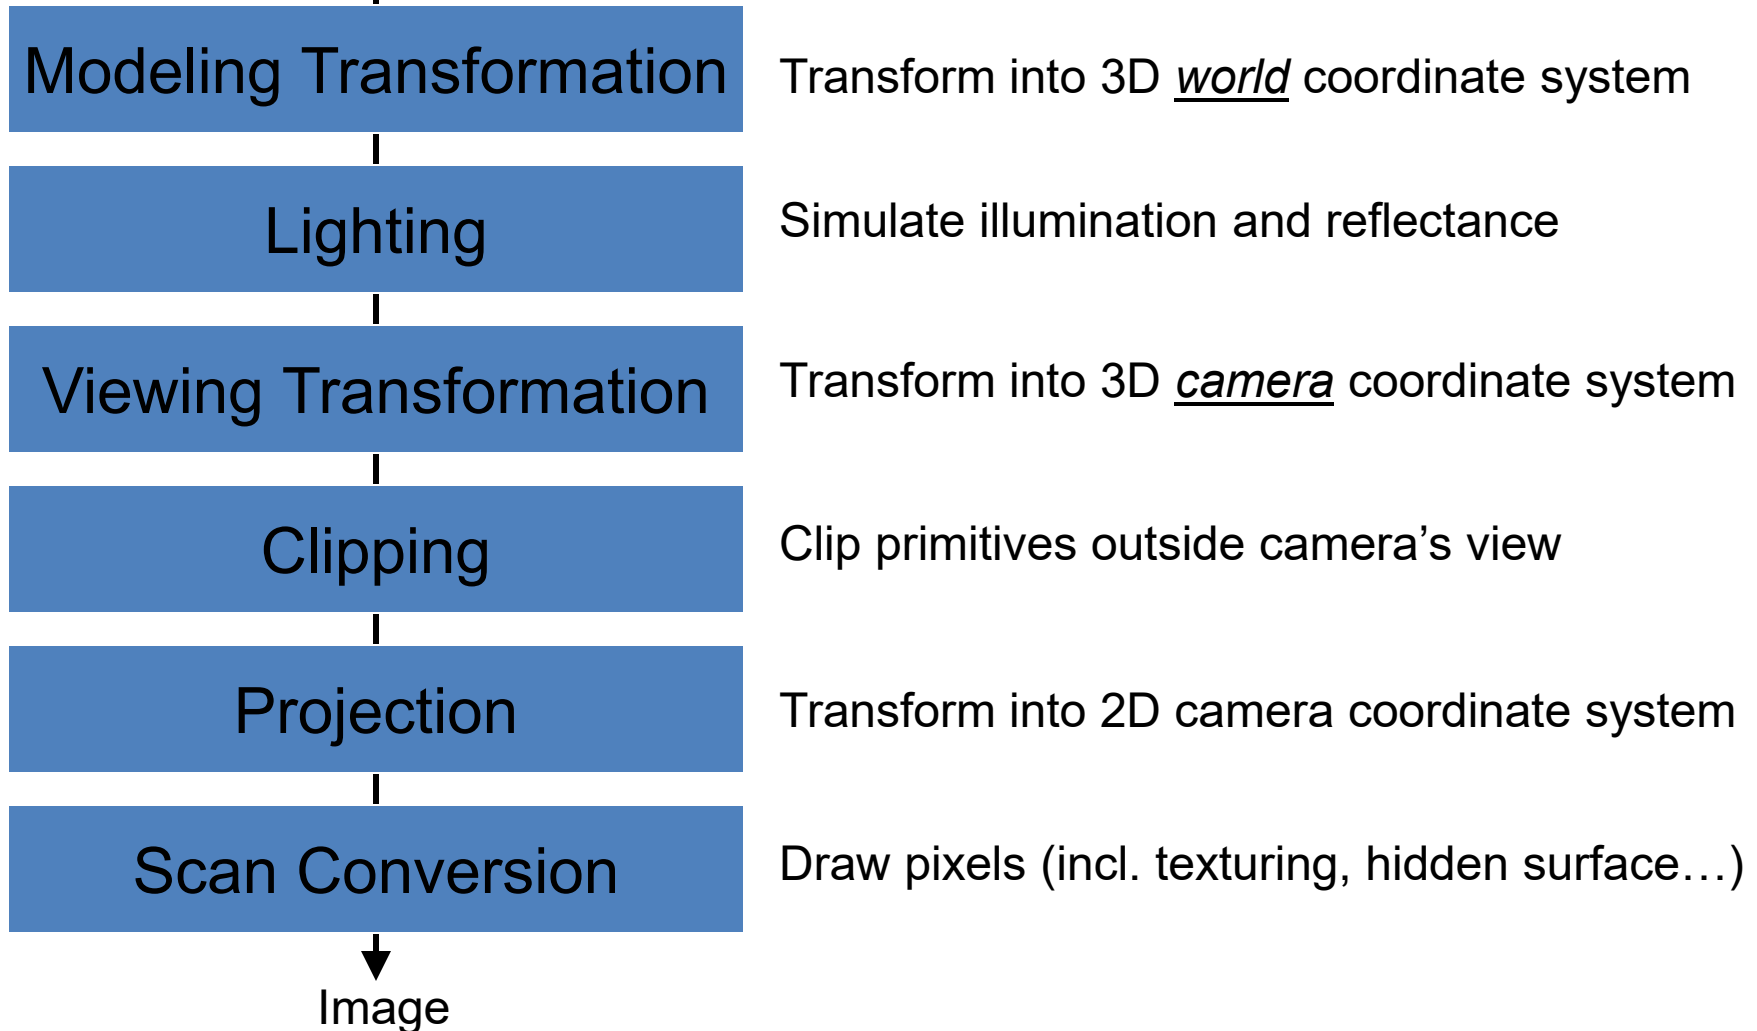 Modeling Transformation
Transform into 3D world coordinate system
Lighting
Simulate illumination and reflectance
Viewing Transformation
Transform into 3D camera coordinate system
Clipping
Clip primitives outside camera’s view
Projection
Transform into 2D camera coordinate system
Scan Conversion
Draw pixels (incl. texturing, hidden surface…)
Image